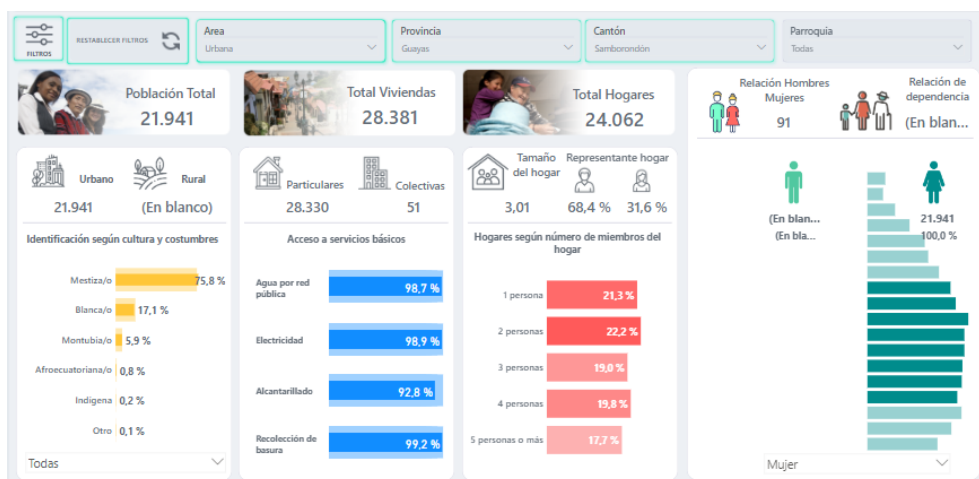 FILTROS
RESTABLECER FILTROS
Area
Urbana
Provincia
Guayas
Cantón
Samborondón
Parroquia
Todas
Población Total
21.941
Total Viviendas
28.381
Total Hogares
24.062
Relación Hombres
Mujeres
91
Relación de
dependencia
(En blan...
Urbano
21.941
Rural
(En blanco)
Particulares
28.330
Colectivas
51
Tamaño
del hogar
3,01
Representante hogar
68,4 %
31,6 %
(En blan...
(En bla...
21.941
100,0 %
Identificación según cultura y costumbres
Mestiza/o
75,8 %
Blanca/o
17,1 %
Montubia/o
5,9 %
Afroecuatoriana/o
0,8 %
Indigena
0,2 %
Otro
0,1 %
Todas
Acceso a servicios básicos
Agua por red
pública
98,7 %
Electricidad
98,9 %
Alcantarillado
92,8 %
Recolección de
basura
99,2 %
Hogares según número de miembros del
hogar
1 persona
21,3 %
2 personas
22,2 %
3 personas
19,0 %
4 personas
19,8 %
5 personas o más
17,7 %
Mujer